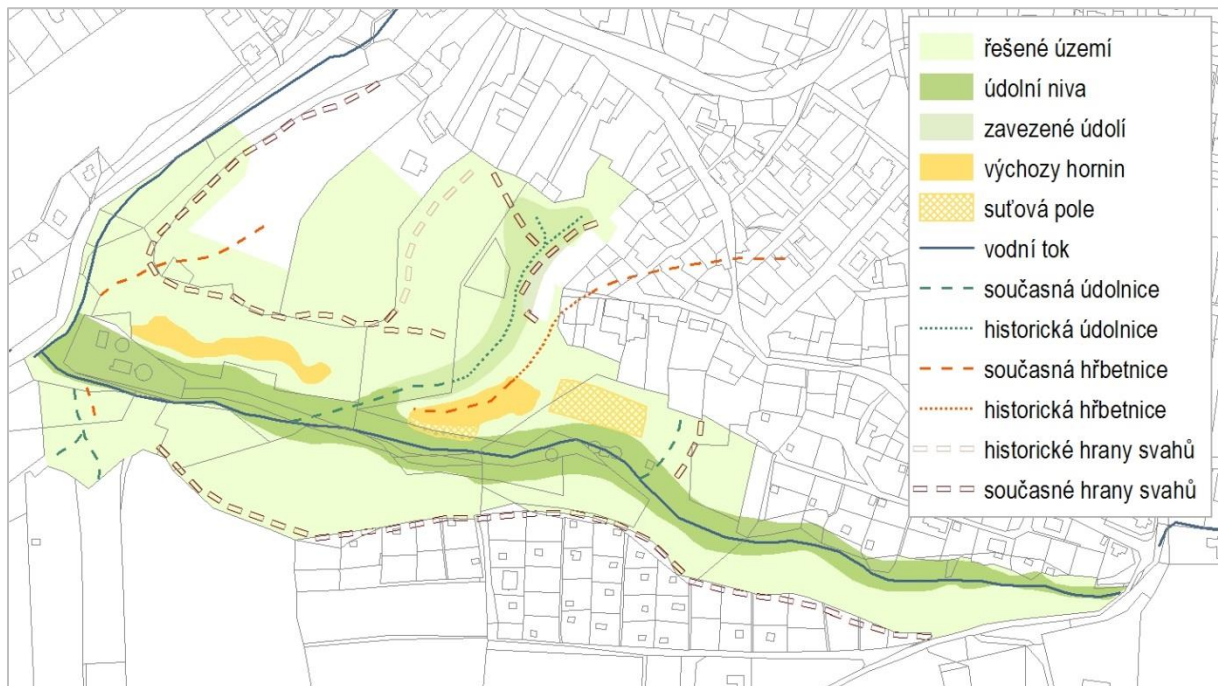 řešené území
údolní niva
zavezené údolí
výchozy hornin
suťová pole
vodní tok
současná údolnice
historická údolnice
současná hřbetnice
historická hřbetnice
historické hrany svahů
současné hrany svahů